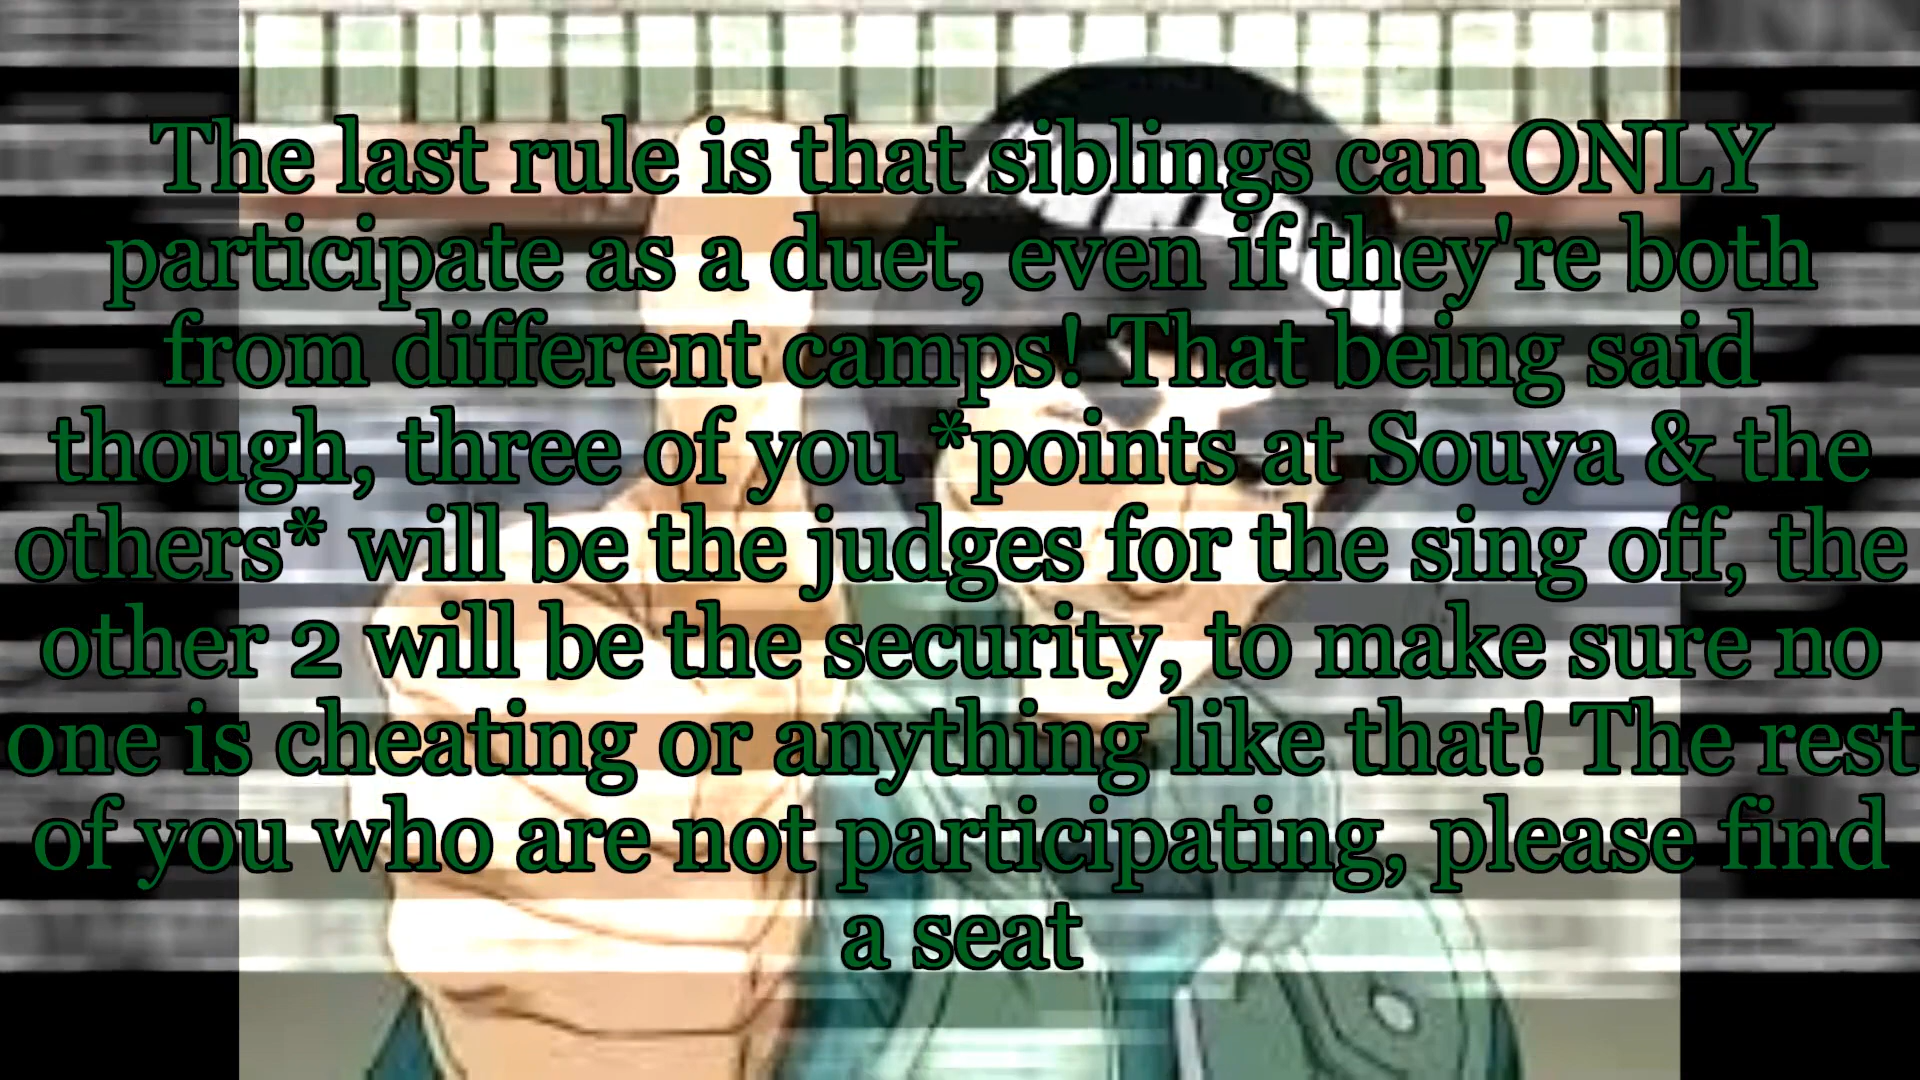 The last rule is that siblings can ONLY
participate as a duet, even if they're both
from different camps! That being said
though, three of you *points at Souya & the
others* will be the judges for the sing off, the
other 2 will be the security, to make sure no
one is cheating or anything like that! The rest
of you who are not participating, please find
a seat